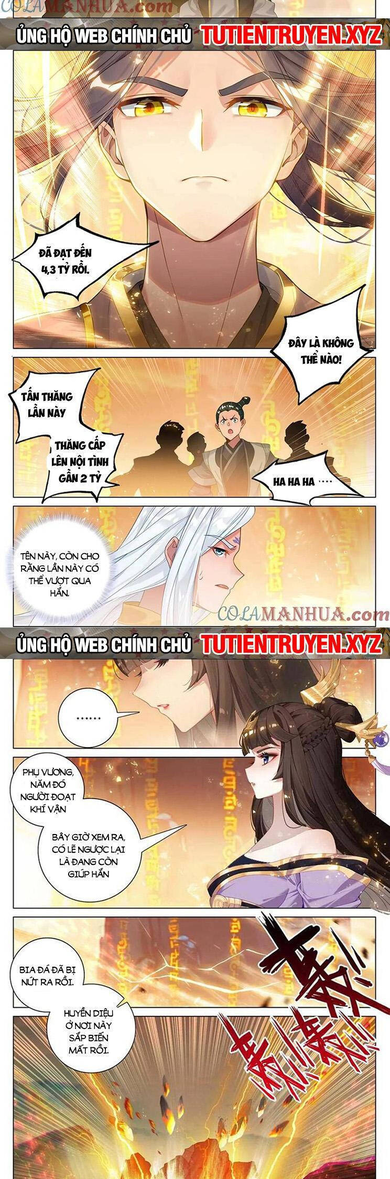 COLAMANHUA.COM
ỦNG HỘ WEB CHÍNH CHỦ TUTIENTRUYEN.XYZ
ĐÃ ĐẠT ĐẾN
4,3 TỶ RỒI.
ĐÂY LÀ KHÔNG
THỂ NÀO!
TẤN THĂNG
LẦN NÀY
THĂNG CẤP
LÊN NỘI TÌNH
GẦN 2 TỶ
HA HA HA ....
TÊN NÀY, CÒN CHO
RẰNG LẦN NÀY CÓ
THỂ VƯỢT QUA
HẮN.
COLAMANHUA.COM
ỦNG HỘ WEB CHÍNH CHỦ TUTIENTRUYEN.XYZ
......
PHỤ VƯƠNG,
NĂM ĐÓ
NGƯỜI ĐOẠT
KHÍ VẬN
BÂY GIỜ XEM RA,
CÓ LẼ NGƯỢC LẠI
LÀ ĐANG CÒN
GIÚP HẮN
BIA ĐÁ ĐÃ BỊ
NỨT RA RỒI.
HUYỀN DIỆU
Ở NƠI NÀY
SẮP BIẾN
MẤT RỒI.
轰!
轰!
轰!